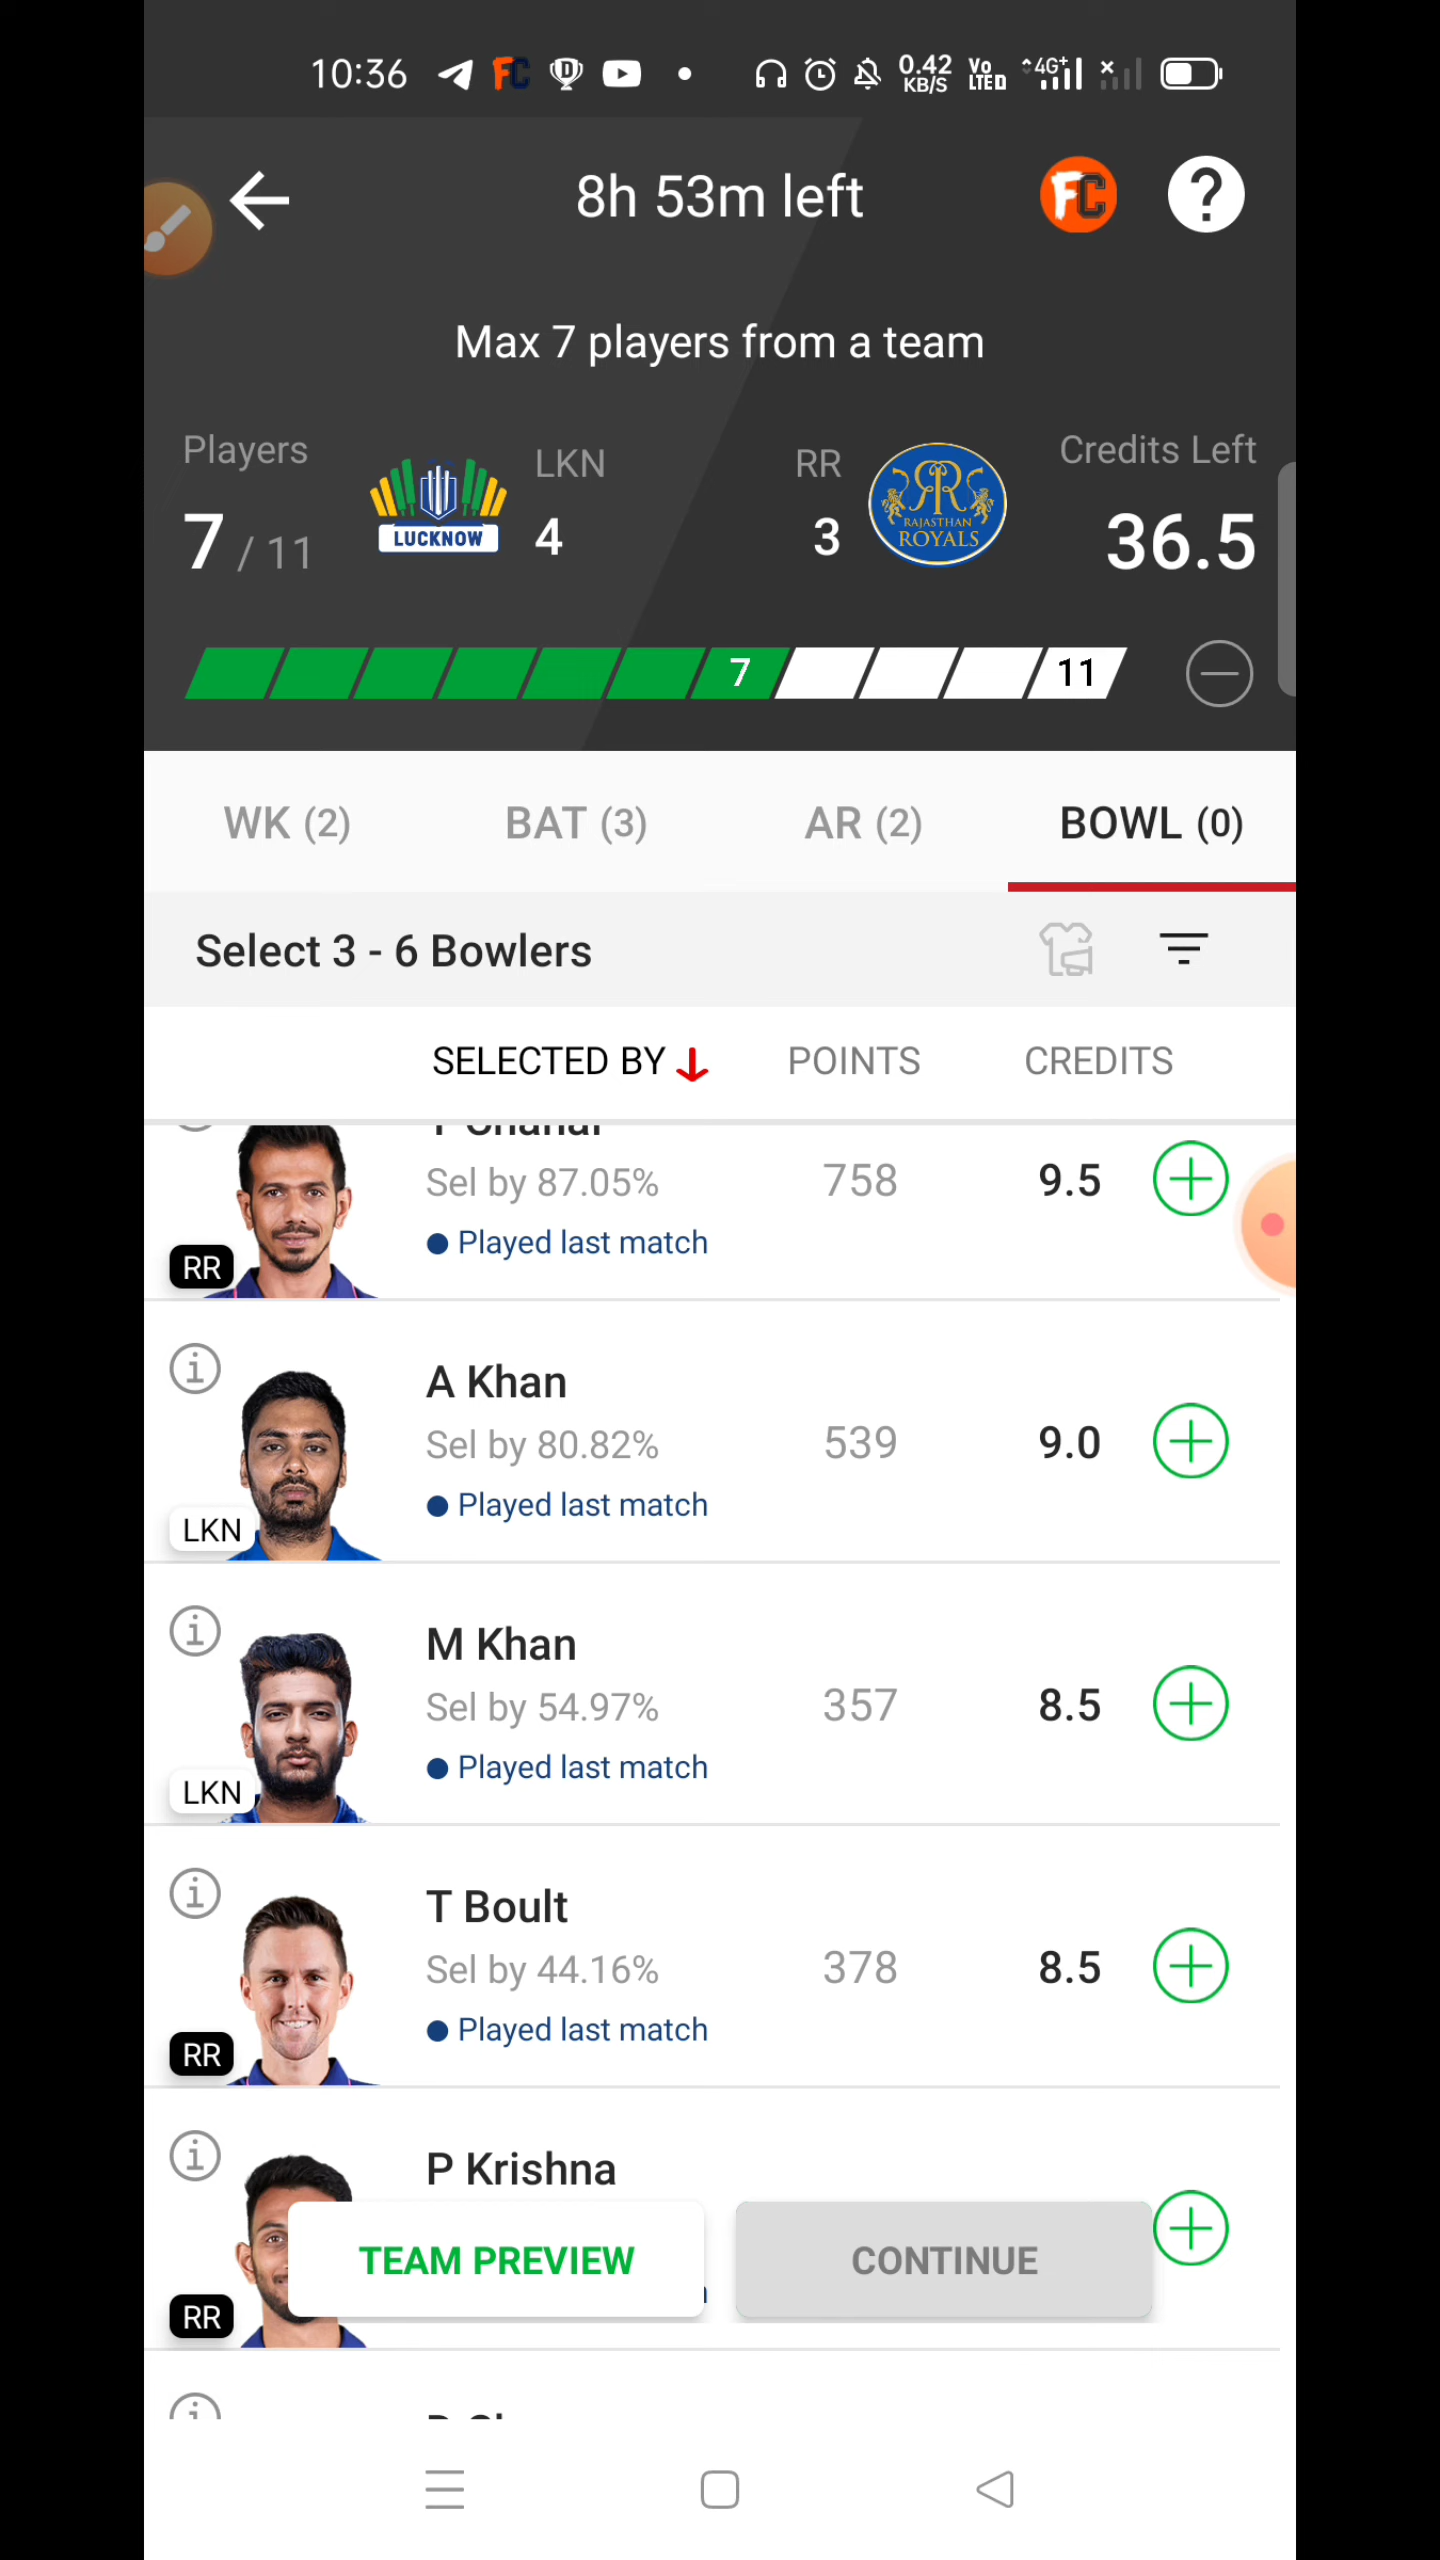 10:36
0.42 KB/S
Vo LTED
4G+
8h 53m left
FC
?
Max 7 players from a team
Players
7 / 11
LUCKNOW
LKN
4
RR
3
RAJASTHAN ROYALS
Credits Left
36.5
7
11
WK (2)
BAT (3)
AR (2)
BOWL (0)
Select 3 - 6 Bowlers
SELECTED BY
POINTS
CREDITS
Sel by 87.05%
758
9.5
Played last match
RR
A Khan
Sel by 80.82%
539
9.0
Played last match
LKN
M Khan
Sel by 54.97%
357
8.5
Played last match
LKN
T Boult
Sel by 44.16%
378
8.5
Played last match
RR
P Krishna
RR
TEAM PREVIEW
CONTINUE